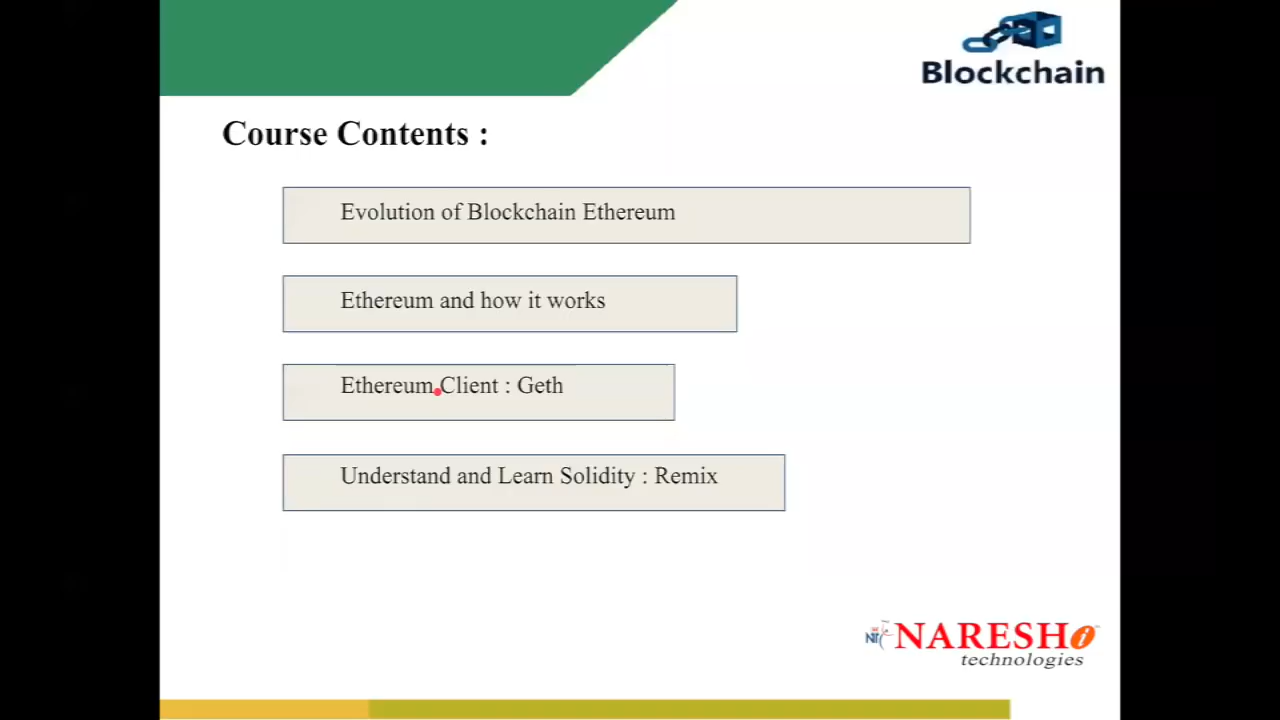 Blockchain
Course Contents :
Evolution of Blockchain Ethereum
Ethereum and how it works
Ethereum Client : Geth
Understand and Learn Solidity : Remix
NT
NARESH i
technologies